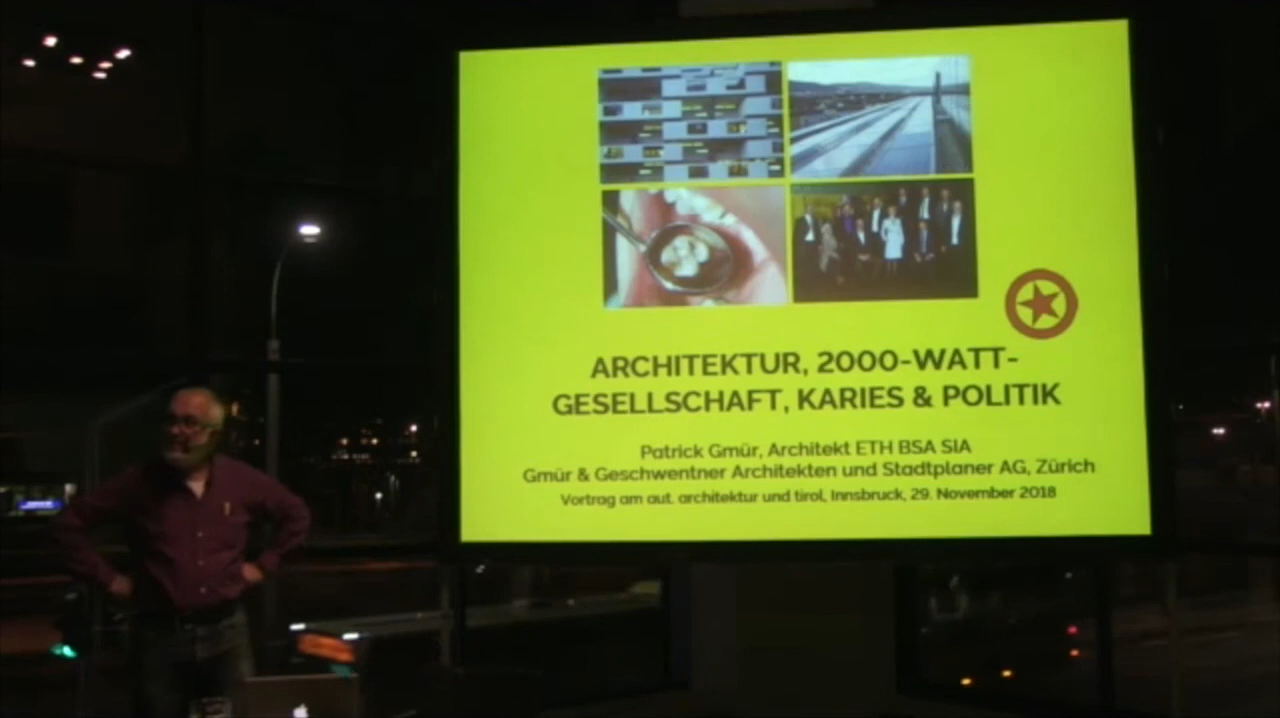 ARCHITEKTUR, 2000-WATT-
GESELLSCHAFT, KARIES & POLITIK
Patrick Gmür, Architekt ETH BSA SIA
Gmür & Geschwentner Architekten und Stadtplaner AG, Zürich
Vortrag am aut. architektur und tirol, Innsbruck, 29. November 2018